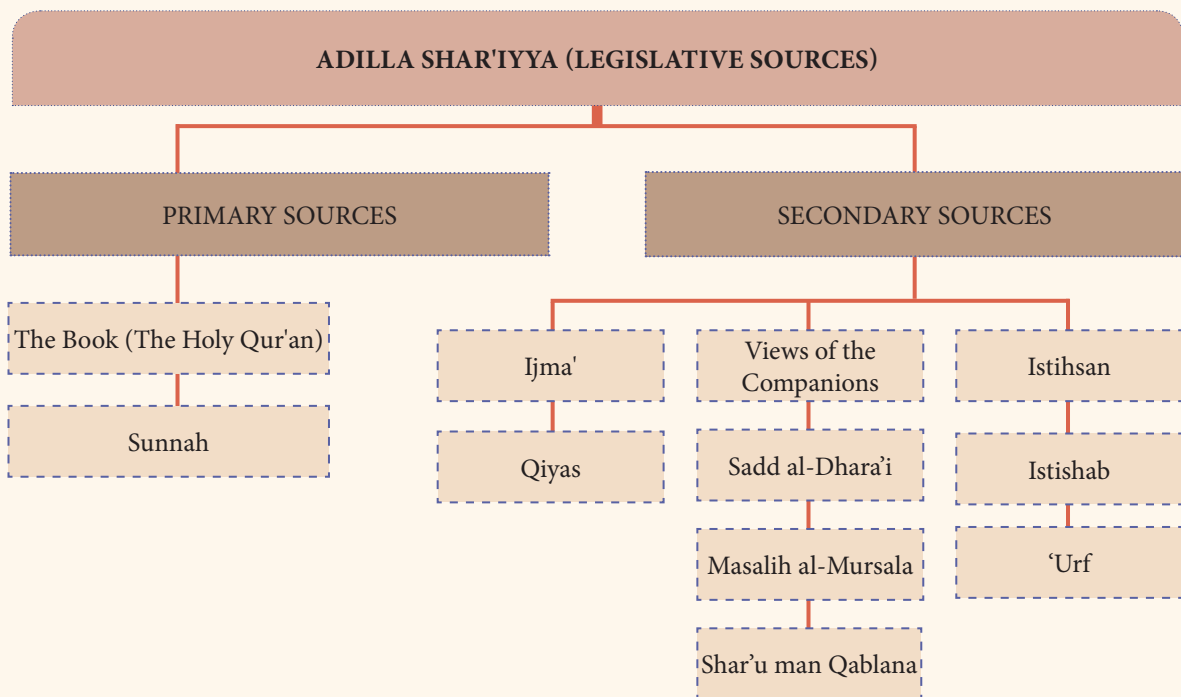 ADILLA SHAR'IYYA (LEGISLATIVE SOURCES)
PRIMARY SOURCES
The Book (The Holy Qur'an)
Sunnah
SECONDARY SOURCES
Ijma'
Qiyas
Views of the
Companions
Sadd al-Dhara’i
Masalih al-Mursala
Shar’u man Qablana
Istihsan
Istishab
‘Urf